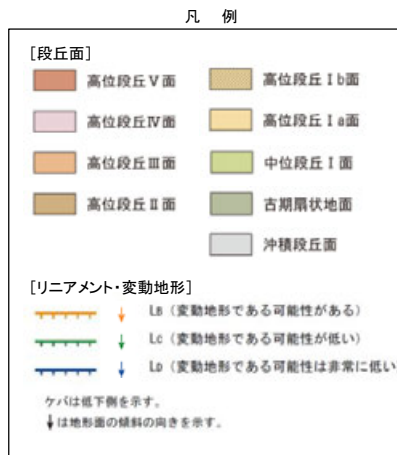 凡 例
[段丘面]
高位段丘Ⅴ面 高位段丘Ⅰb面
高位段丘Ⅳ面 高位段丘Ⅰa面
高位段丘Ⅲ面 中位段丘Ⅰ面
高位段丘Ⅱ面 古期扇状地面
沖積段丘面
[リニアメント・変動地形]
LB (変動地形である可能性がある)
LC (変動地形である可能性が低い)
LD (変動地形である可能性は非常に低い
ケバは低下側を示す。
↓は地形面の傾斜の向きを示す。